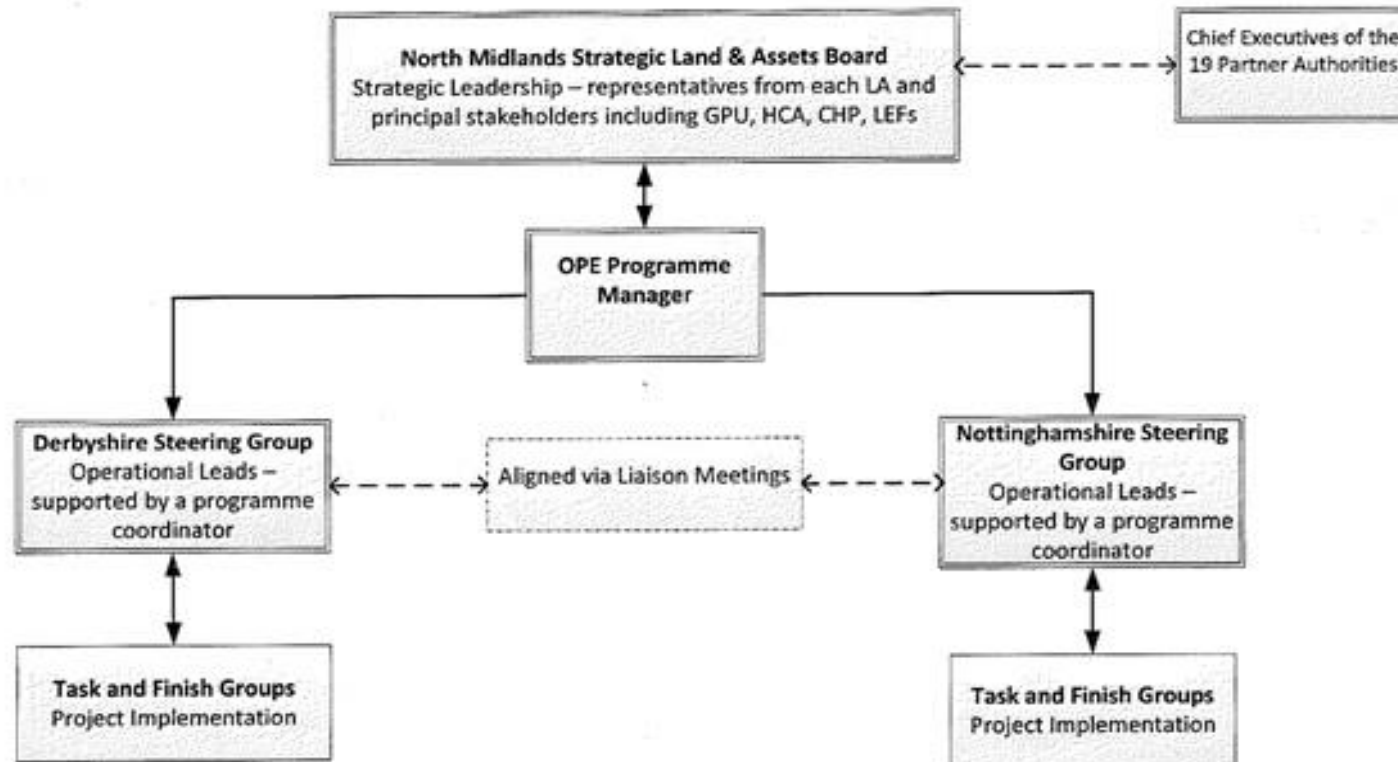 North Midlands Strategic Land & Assets Board
Strategic Leadership – representatives from each LA and
principal stakeholders including GPU, HCA, CHP, LEFs
Chief Executives of the
19 Partner Authorities
OPE Programme
Manager
Derbyshire Steering Group
Operational Leads –
supported by a programme
coordinator
Aligned via Liaison Meetings
Nottinghamshire Steering
Group
Operational Leads –
supported by a programme
coordinator
Task and Finish Groups
Project Implementation
Task and Finish Groups
Project Implementation